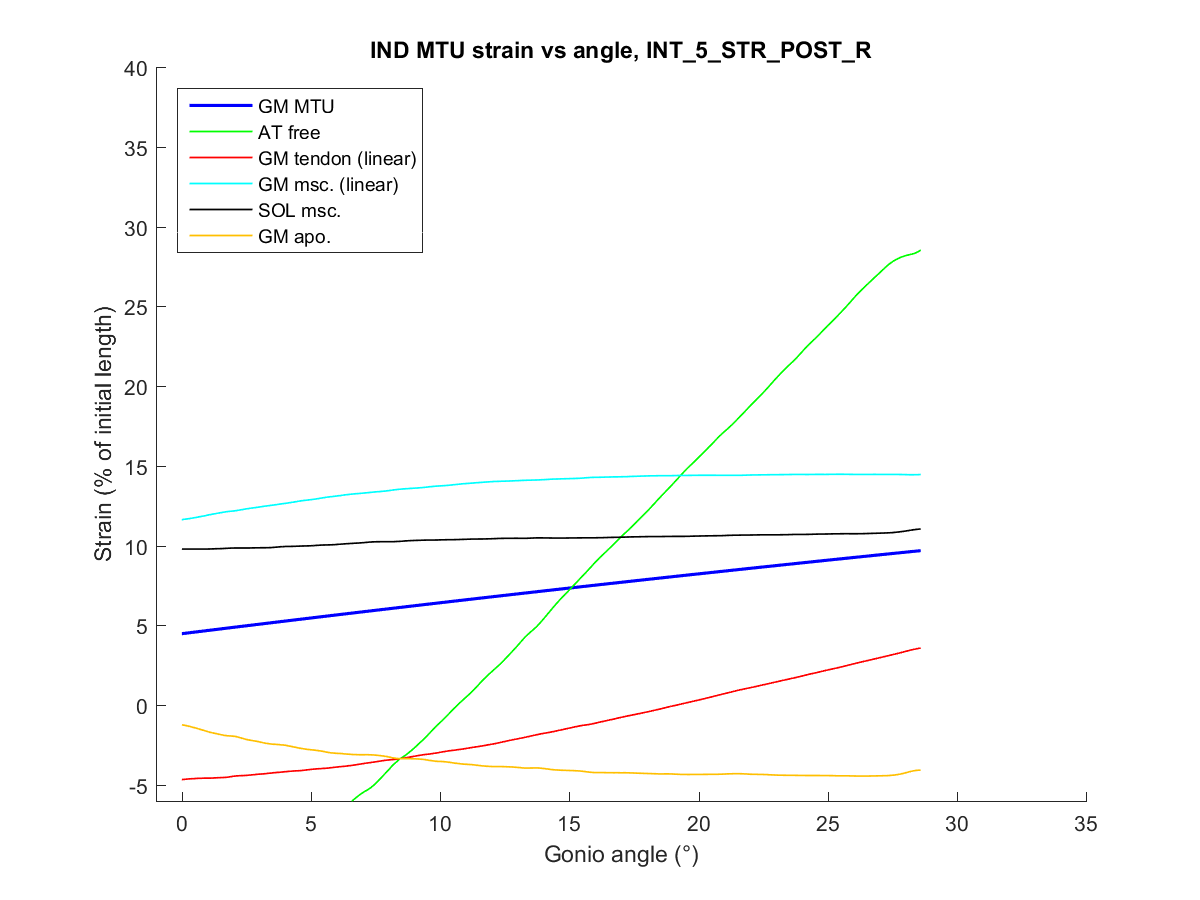 IND MTU strain vs angle, INT_5_STR_POST_R
40
35
30
25
20
15
10
5
0
-5
Strain (% of initial length)
GM MTU
AT free
GM tendon (linear)
GM msc. (linear)
SOL msc.
GM apo.
0 5 10 15 20 25 30 35
Gonio angle (°)